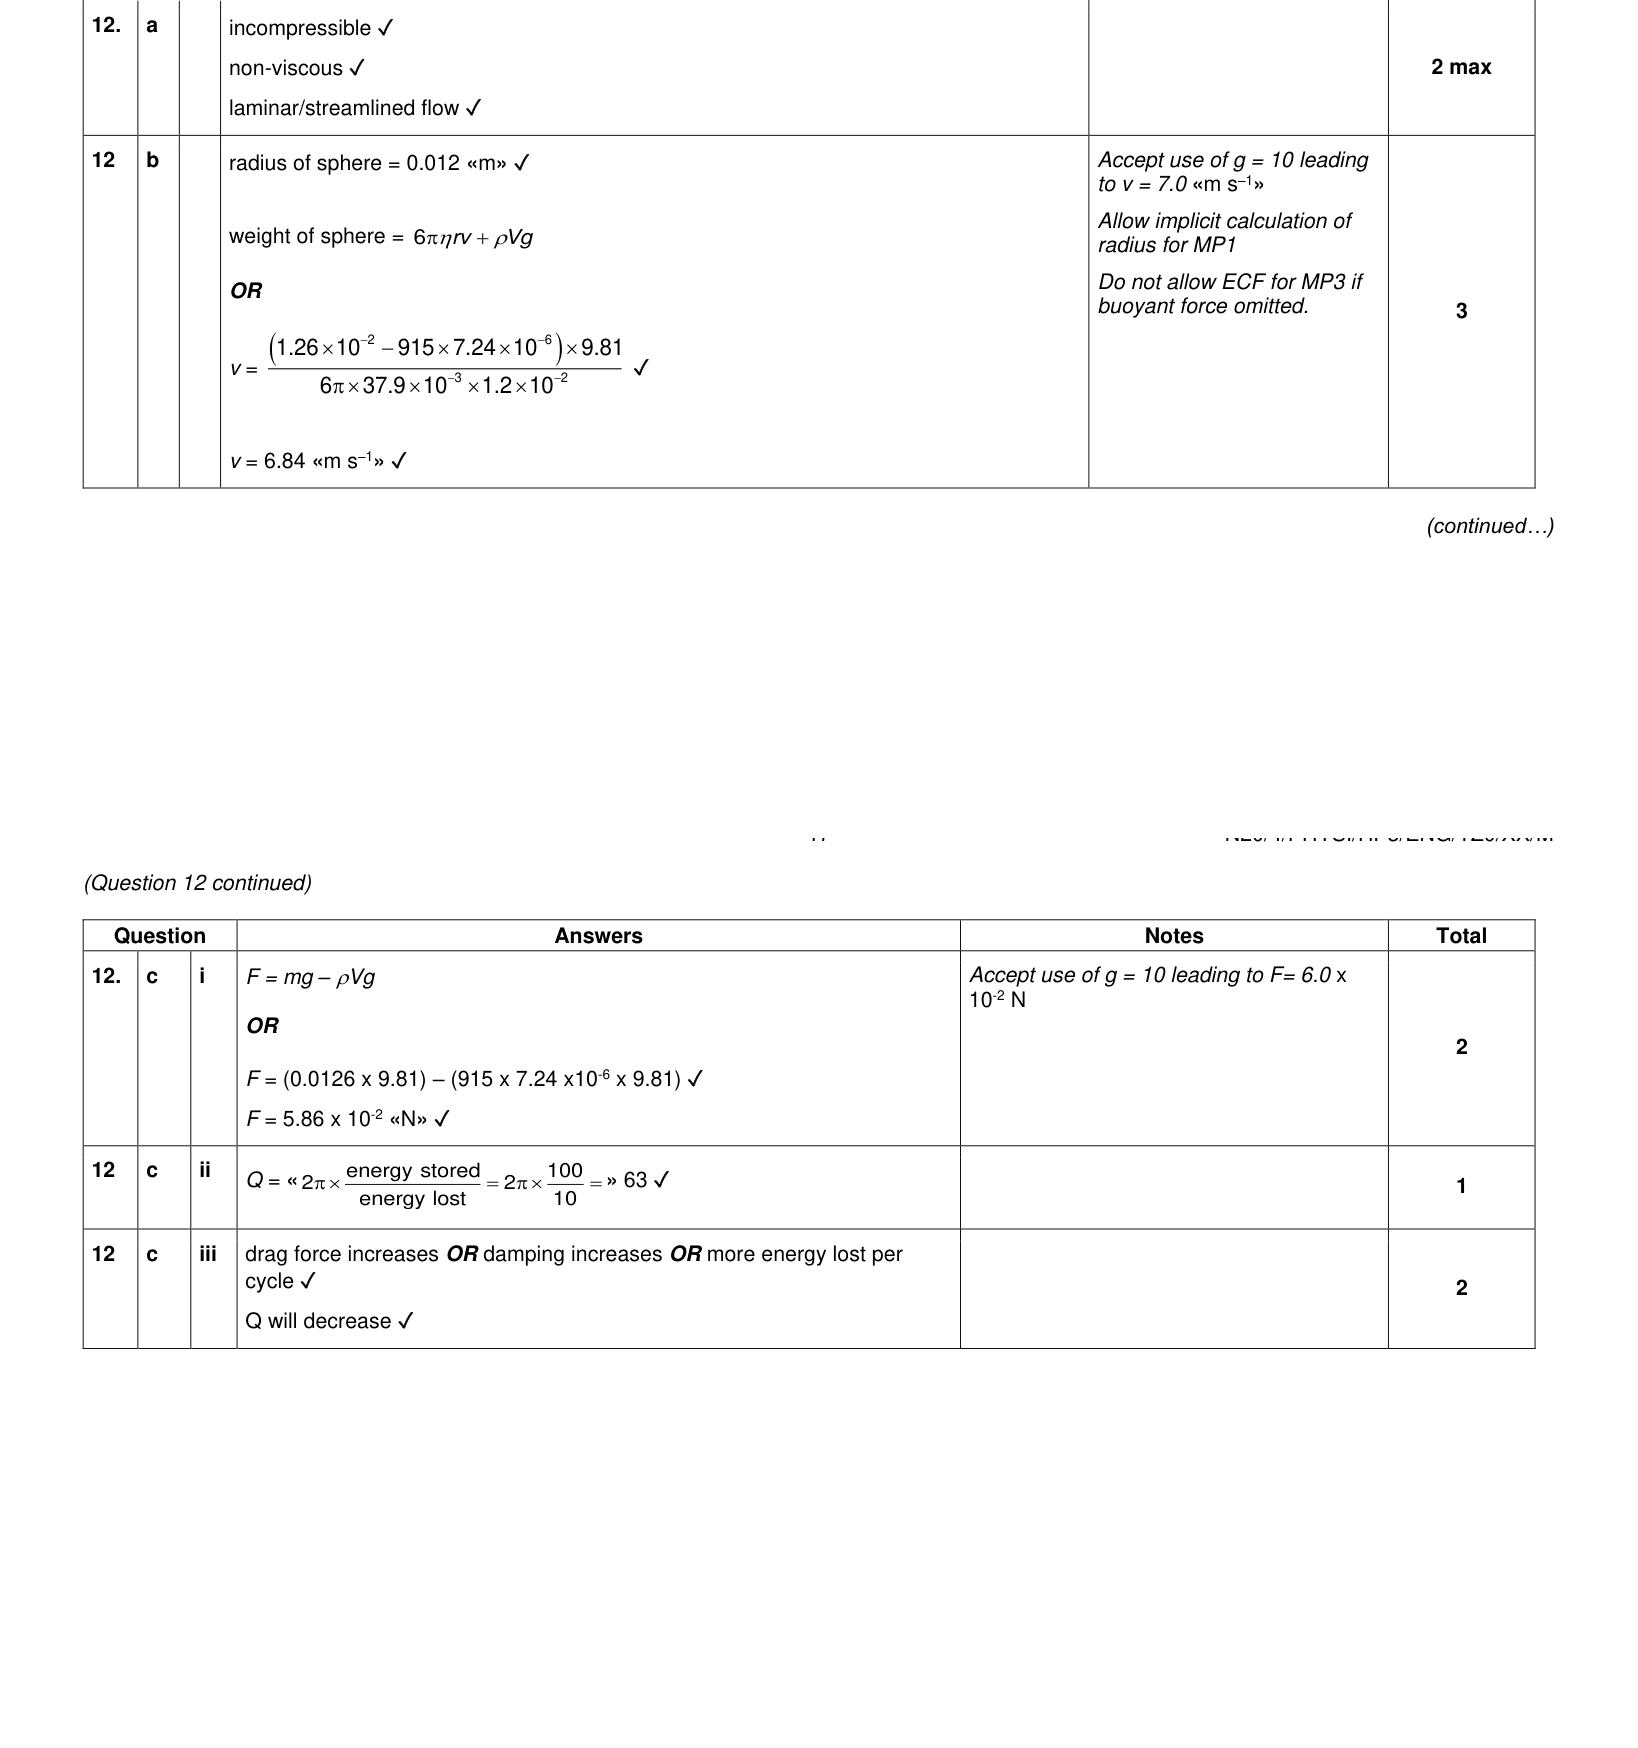 12. a incompressible ✓
non-viscous ✓
laminar/streamlined flow ✓
2 max
12 b radius of sphere = 0.012 «m» ✓
weight of sphere = 6πηrv + ρVg
OR
v = (1.26×10⁻² − 915×7.24×10⁻⁶)×9.81 / 6π×37.9×10⁻³×1.2×10⁻² ✓
v = 6.84 «m s⁻¹» ✓
Accept use of g = 10 leading
to v = 7.0 «m s⁻¹»
Allow implicit calculation of
radius for MP1
Do not allow ECF for MP3 if
buoyant force omitted.
3
(continued…)
(Question 12 continued)
Question Answers Notes Total
12. c i F = mg – ρVg
OR
F = (0.0126 x 9.81) – (915 x 7.24 x10⁻⁶ x 9.81) ✓
F = 5.86 x 10⁻² «N» ✓
Accept use of g = 10 leading to F= 6.0 x
10⁻² N
2
12 c ii Q = « 2π× energy stored / energy lost = 2π× 100 / 10 = » 63 ✓
1
12 c iii drag force increases OR damping increases OR more energy lost per
cycle ✓
Q will decrease ✓
2